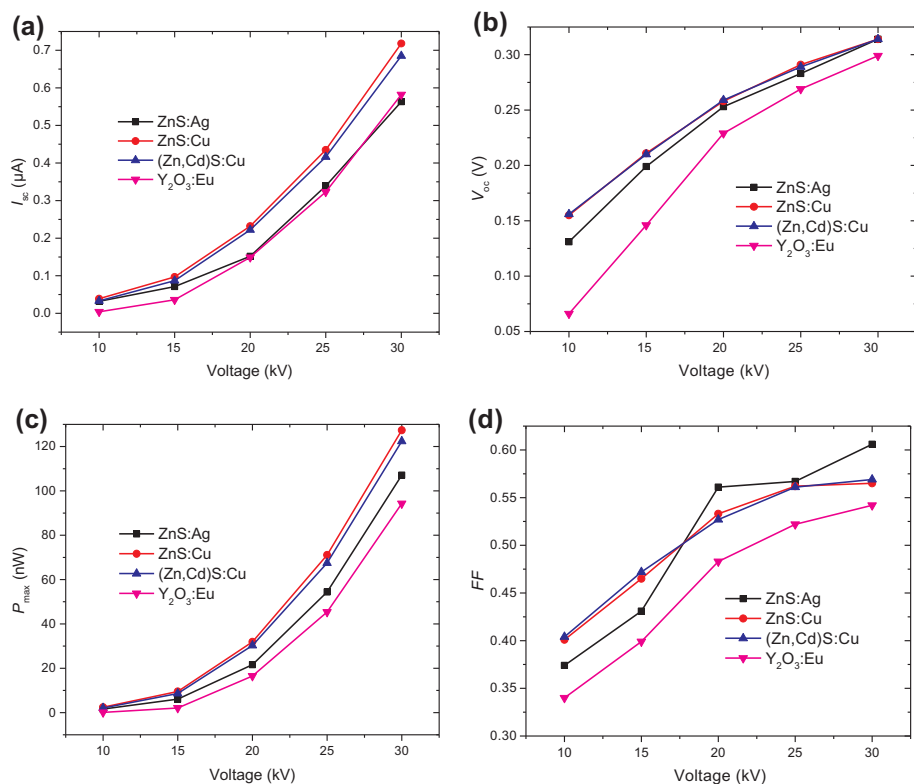 (a)
0.7
0.6
0.5
0.4
0.3
0.2
0.1
0.0
I_sc (μA)
ZnS:Ag
ZnS:Cu
(Zn,Cd)S:Cu
Y₂O₃:Eu
10 15 20 25 30
Voltage (kV)
(b)
0.30
0.25
0.20
0.15
0.10
0.05
V_oc (V)
ZnS:Ag
ZnS:Cu
(Zn,Cd)S:Cu
Y₂O₃:Eu
10 15 20 25 30
Voltage (kV)
(c)
120
100
80
60
40
20
0
P_max (nW)
ZnS:Ag
ZnS:Cu
(Zn,Cd)S:Cu
Y₂O₃:Eu
10 15 20 25 30
Voltage (kV)
(d)
0.60
0.55
0.50
0.45
0.40
0.35
0.30
FF
ZnS:Ag
ZnS:Cu
(Zn,Cd)S:Cu
Y₂O₃:Eu
10 15 20 25 30
Voltage (kV)